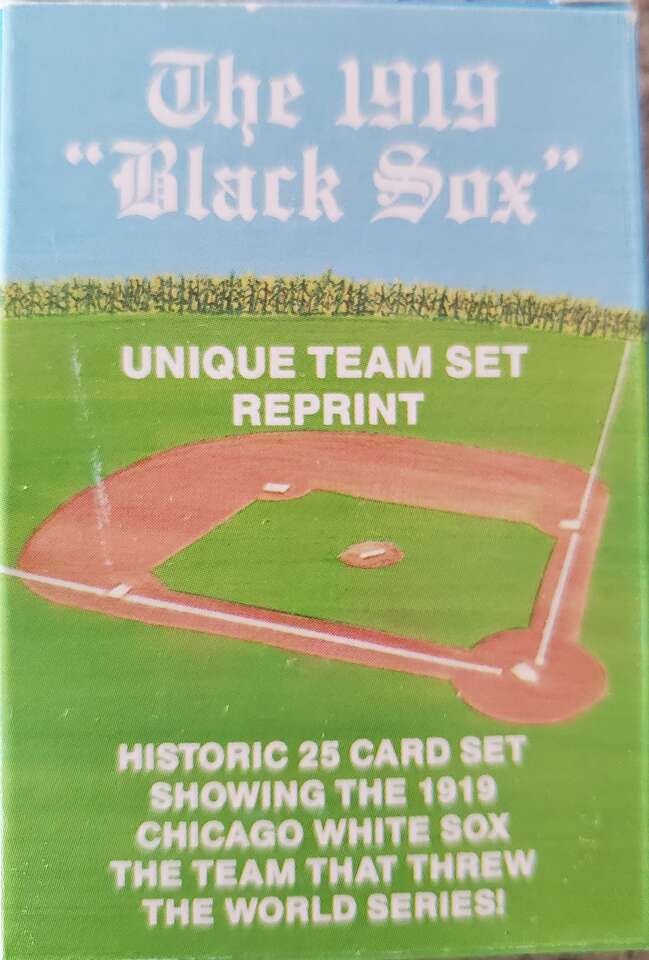 The 1919
"Black Sox"
UNIQUE TEAM SET
REPRINT
HISTORIC 25 CARD SET
SHOWING THE 1919
CHICAGO WHITE SOX
THE TEAM THAT THREW
THE WORLD SERIES!